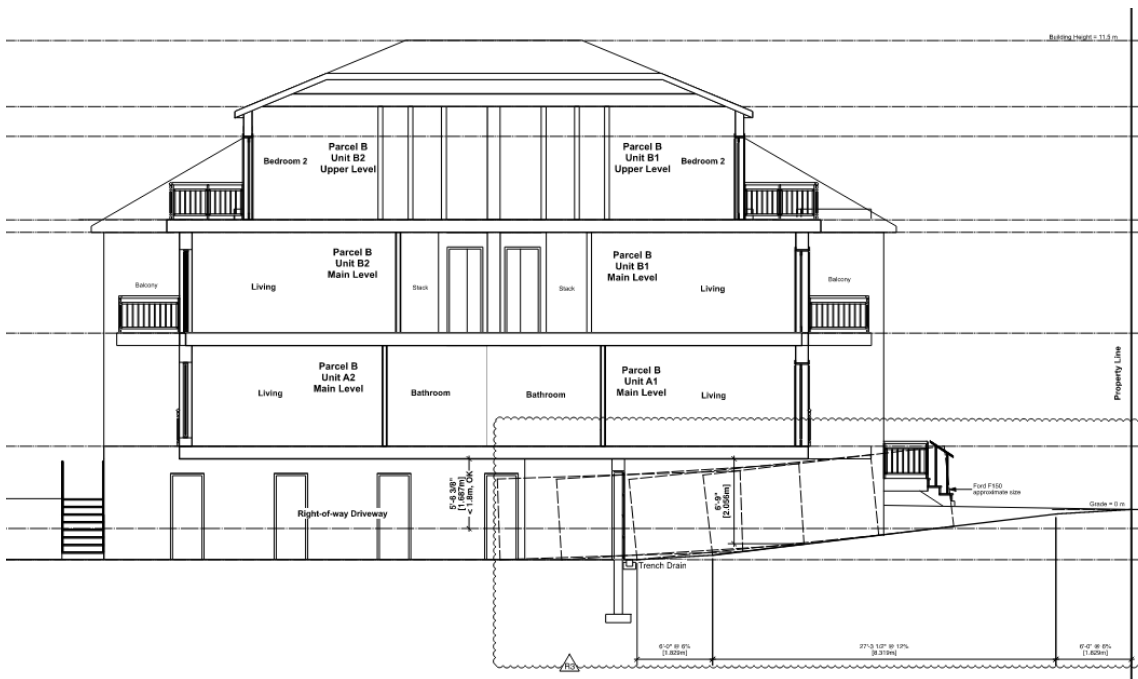 Building Height = 11.5 m
Parcel B
Unit B2
Upper Level
Bedroom 2
Parcel B
Unit B1
Upper Level
Bedroom 2
Parcel B
Unit B2
Main Level
Balcony
Living
Stack
Stack
Parcel B
Unit B1
Main Level
Living
Balcony
Parcel B
Unit A2
Main Level
Living
Bathroom
Bathroom
Parcel B
Unit A1
Main Level
Living
Property Line
5'-6 3/8"
[1.687m]
< 1.8m, OK
6'-9"
[2.056m]
Ford F150
approximate size
Grade = 0 m
Right-of-way Driveway
Trench Drain
6'-0" @ 6%
[1.829m]
27'-3 1/2" @ 12%
[8.319m]
6'-0" @ 6%
[1.829m]
R3